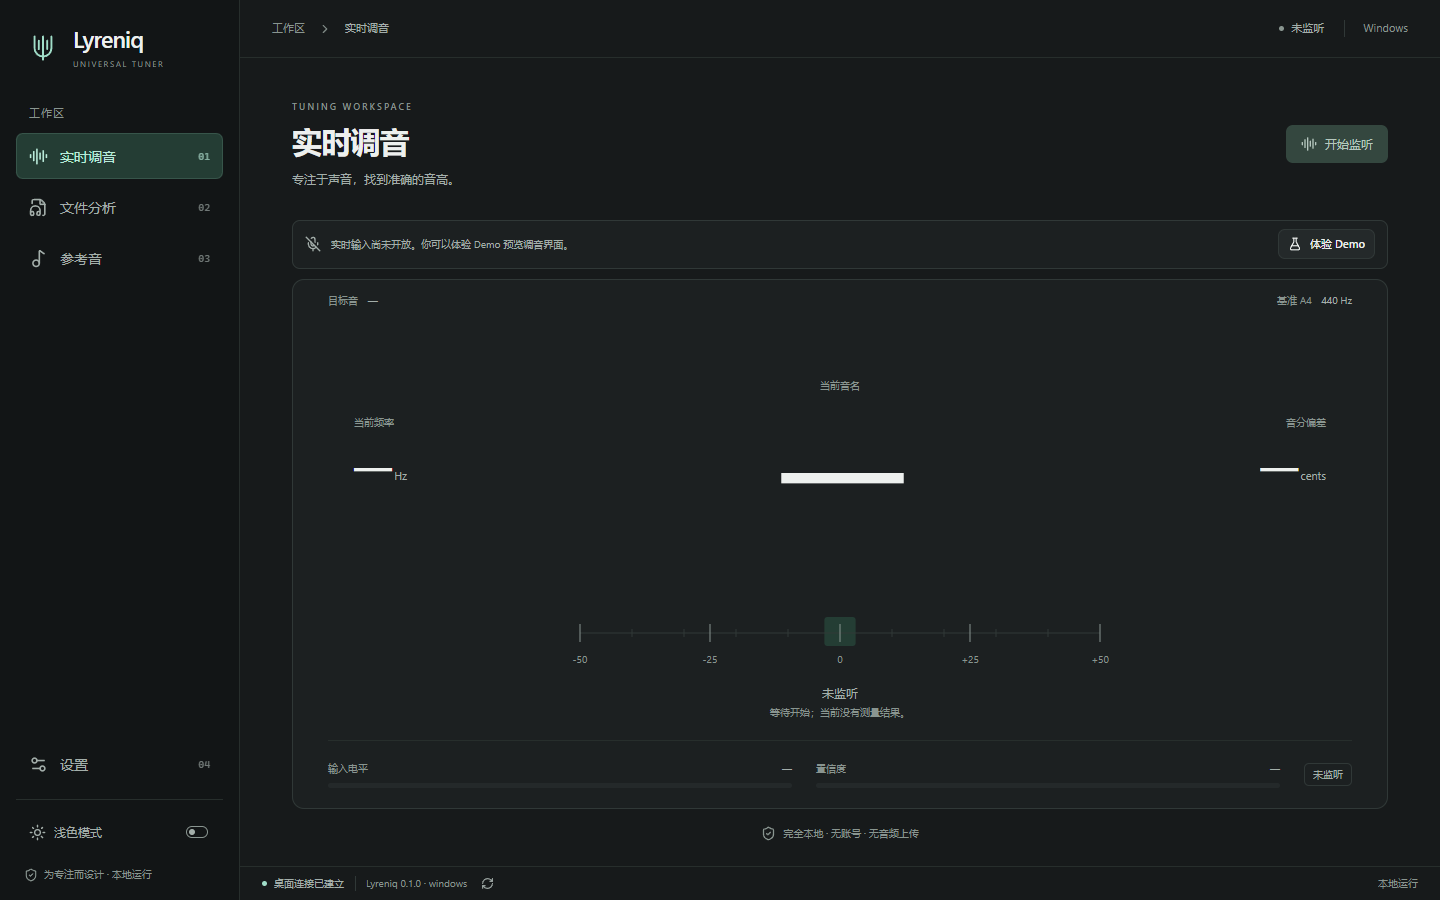 Lyreniq
UNIVERSAL TUNER
工作区
实时调音 01
文件分析 02
参考音 03
设置 04
浅色模式
为专注而设计 · 本地运行
工作区 > 实时调音
未监听 Windows
TUNING WORKSPACE
实时调音
专注于声音，找到准确的音高。
开始监听
实时输入尚未开放。你可以体验 Demo 预览调音界面。
体验 Demo
目标音 —
基准 A4 440 Hz
当前音名
—
当前频率
— Hz
音分偏差
— cents
-50 -25 0 +25 +50
未监听
等待开始；当前没有测量结果。
输入电平 —
置信度 —
未监听
完全本地 · 无账号 · 无音频上传
桌面连接已建立 Lyreniq 0.1.0 · windows
本地运行